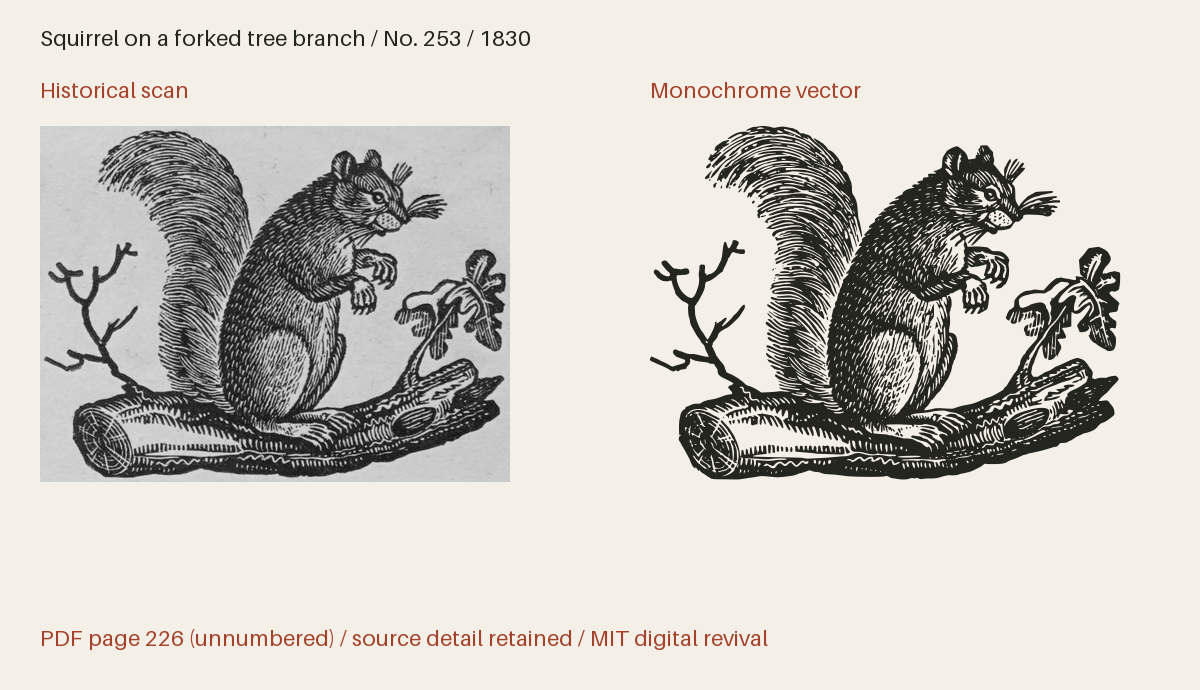 Squirrel on a forked tree branch / No. 253 / 1830
Historical scan
Monochrome vector
PDF page 226 (unnumbered) / source detail retained / MIT digital revival